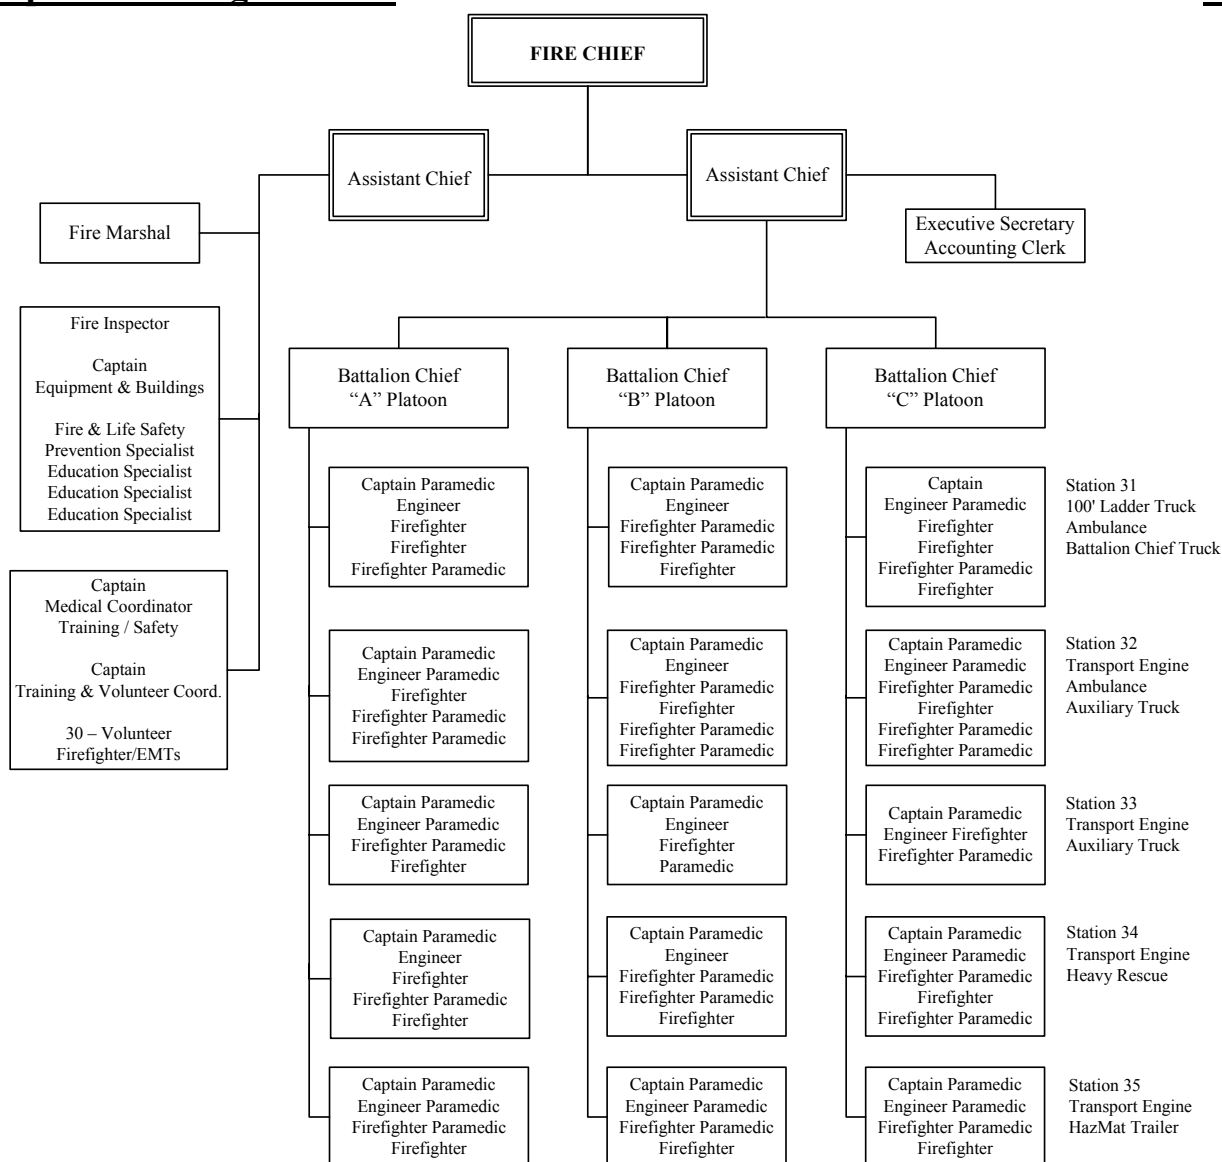 FIRE CHIEF
Assistant Chief
Assistant Chief
Fire Marshal
Executive Secretary
Accounting Clerk
Fire Inspector
Captain
Equipment & Buildings
Fire & Life Safety
Prevention Specialist
Education Specialist
Education Specialist
Education Specialist
Captain
Medical Coordinator
Training / Safety
Captain
Training & Volunteer Coord.
30 – Volunteer
Firefighter/EMTs
Battalion Chief
“A” Platoon
Battalion Chief
“B” Platoon
Battalion Chief
“C” Platoon
Captain Paramedic
Engineer
Firefighter
Firefighter
Firefighter Paramedic
Captain Paramedic
Engineer
Firefighter Paramedic
Firefighter Paramedic
Firefighter
Captain
Engineer Paramedic
Firefighter
Firefighter
Firefighter Paramedic
Firefighter
Station 31
100' Ladder Truck
Ambulance
Battalion Chief Truck
Captain Paramedic
Engineer Paramedic
Firefighter
Firefighter Paramedic
Firefighter Paramedic
Captain Paramedic
Engineer
Firefighter Paramedic
Firefighter
Firefighter Paramedic
Firefighter Paramedic
Captain Paramedic
Engineer Paramedic
Firefighter Paramedic
Firefighter
Firefighter Paramedic
Firefighter Paramedic
Station 32
Transport Engine
Ambulance
Auxiliary Truck
Captain Paramedic
Engineer Paramedic
Firefighter Paramedic
Firefighter
Captain Paramedic
Engineer
Firefighter
Paramedic
Captain Paramedic
Engineer Firefighter
Firefighter Paramedic
Station 33
Transport Engine
Auxiliary Truck
Captain Paramedic
Engineer
Firefighter
Firefighter Paramedic
Firefighter
Captain Paramedic
Engineer
Firefighter Paramedic
Firefighter Paramedic
Firefighter
Captain Paramedic
Engineer Paramedic
Firefighter Paramedic
Firefighter
Firefighter Paramedic
Station 34
Transport Engine
Heavy Rescue
Captain Paramedic
Engineer Paramedic
Firefighter Paramedic
Firefighter
Captain Paramedic
Engineer Paramedic
Firefighter Paramedic
Firefighter
Captain Paramedic
Engineer Paramedic
Firefighter Paramedic
Firefighter
Station 35
Transport Engine
HazMat Trailer